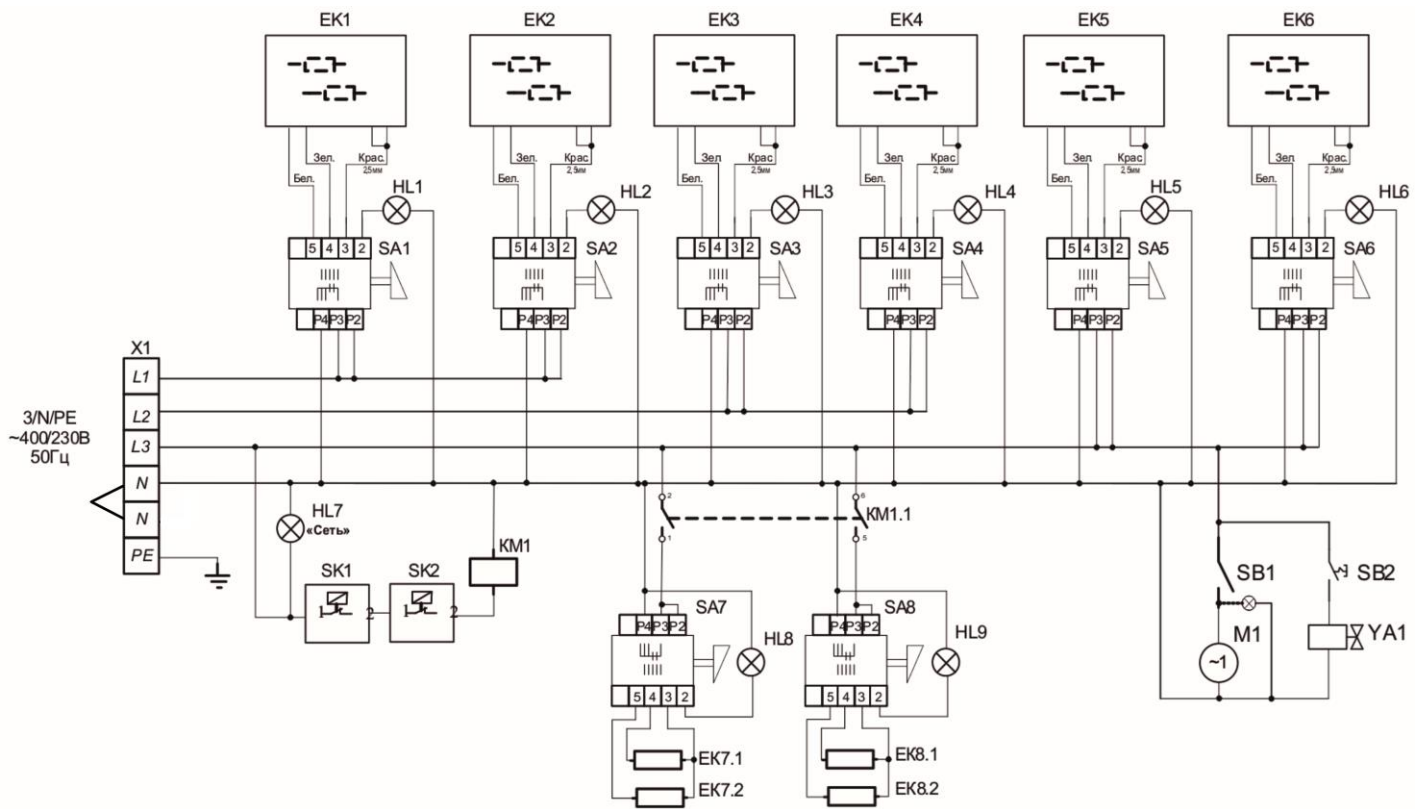 EK1 EK2 EK3 EK4 EK5 EK6
Зел. Крас. Зел. Крас. Зел Крас. Зел Крас. Зел. Крас. Зел. Крас.
2,5мм 2,5мм 2,5мм 2,5мм 2,5мм 2,5мм
Бел. Бел. Бел. Бел. Бел. Бел.
HL1 HL2 HL3 HL4 HL5 HL6
5 4 3 2 5 4 3 2 5 4 3 2 5 4 3 2 5 4 3 2 5 4 3 2
SA1 SA2 SA3 SA4 SA5 SA6
P4 P3 P2 P4 P3 P2 P4 P3 P2 P4 P3 P2 P4 P3 P2 P4 P3 P2
X1
L1
L2
L3
N
N
PE
3/N/PE
~400/230В
50Гц
HL7
«Сеть»
KM1
SK1 SK2
1 2 1 2
2 6
KM1.1
1 5
SB1 SB2
M1 YA1
~1
SA7 SA8
P4 P3 P2 P4 P3 P2
HL8 HL9
5 4 3 2 5 4 3 2
EK7.1 EK8.1
EK7.2 EK8.2